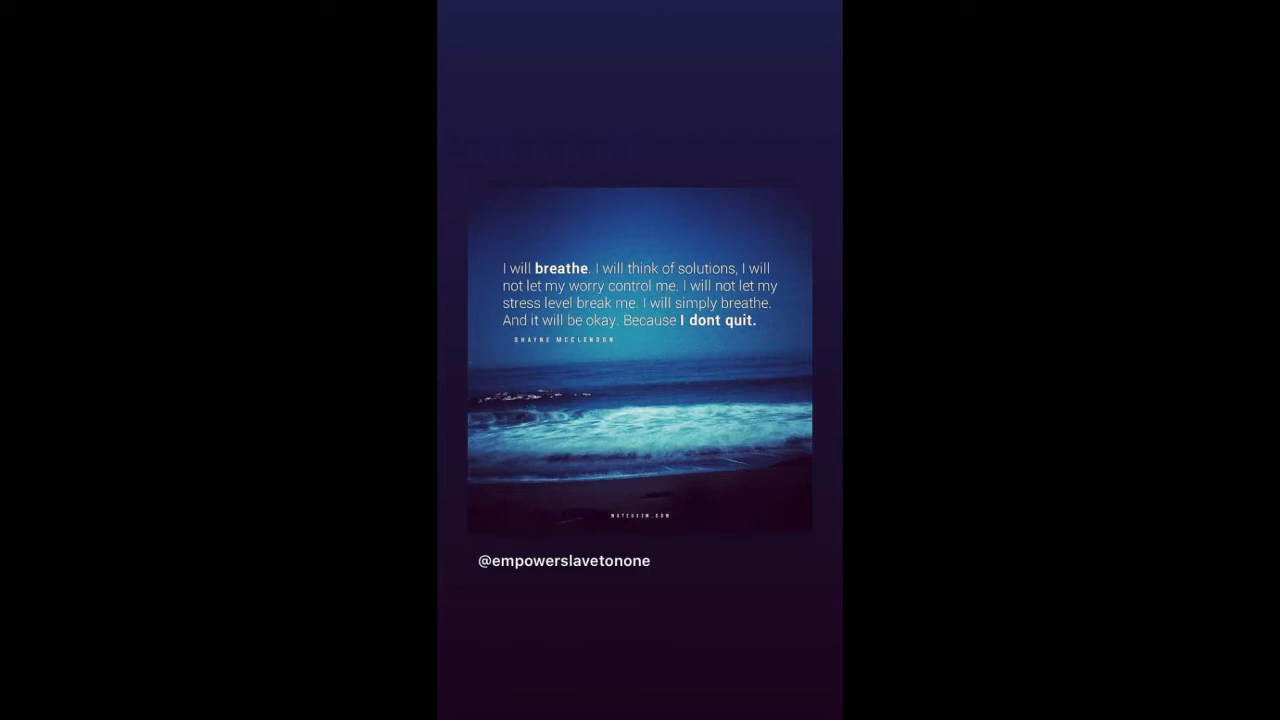 I will breathe. I will think of solutions, I will
not let my worry control me. I will not let my
stress level break me. I will simply breathe.
And it will be okay. Because I dont quit.
SHAYNE MCCLENDON
@empowerslavetonone